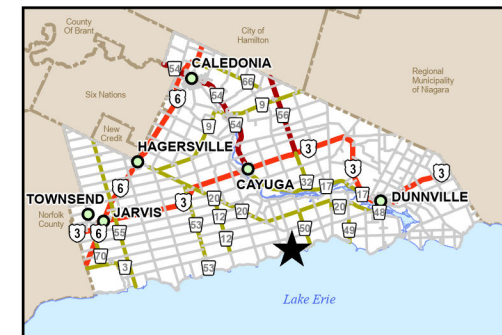 County
Of Brant
City of
Hamilton
54
CALEDONIA
66
Regional
Municipality
of Niagara
Six Nations
6
54
9
56
New
Credit
9
54
HAGERSVILLE
3
3
3
6
CAYUGA
32
17
17
DUNNVILLE
TOWNSEND
3
20
20
20
48
Norfolk
County
JARVIS
12
3
6
55
53
12
50
49
70
3
53
Lake Erie